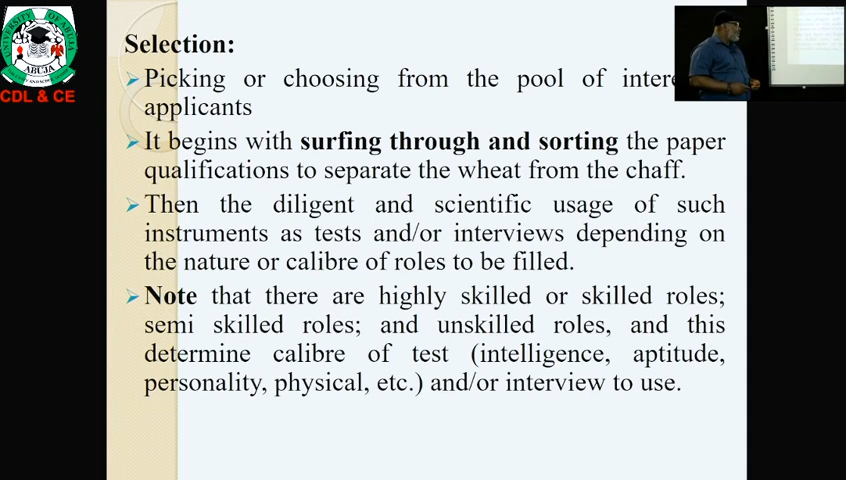 UNIVERSITY OF ABUJA
ABUJA
CDL & CE
Selection:
Picking or choosing from the pool of
applicants
It begins with surfing through and sorting the paper
qualifications to separate the wheat from the chaff.
Then the diligent and scientific usage of such
instruments as tests and/or interviews depending on
the nature or calibre of roles to be filled.
Note that there are highly skilled or skilled roles;
semi skilled roles; and unskilled roles, and this
determine calibre of test (intelligence, aptitude,
personality, physical, etc.) and/or interview to use.